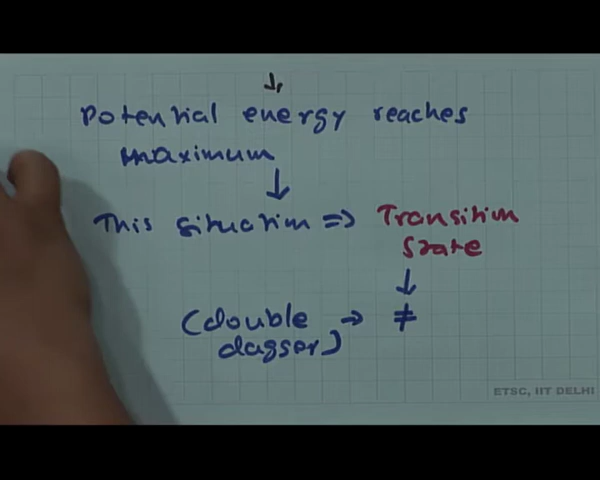 ↓
Potential energy reaches
maximum
↓
This situation => Transition
state
↓
(double → ≠
dagger)
ETSC, IIT DELHI